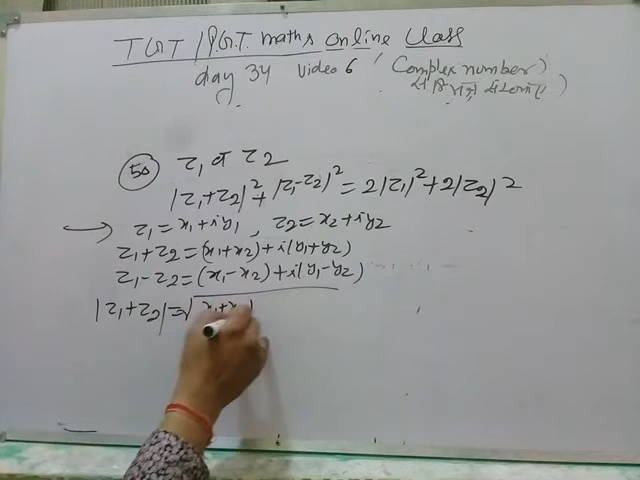 TGT / P.G.T. maths online Class
day 34 video 6 (Complex number)
50 z₁ z₂
|z₁+z₂|²+|z₁-z₂|²=2|z₁|²+2|z₂|²
→ z₁=x₁+iy₁, z₂=x₂+iy₂
z₁+z₂=(x₁+x₂)+i(y₁+y₂)
z₁-z₂=(x₁-x₂)+i(y₁-y₂)
|z₁+z₂|=√x₁+x₂